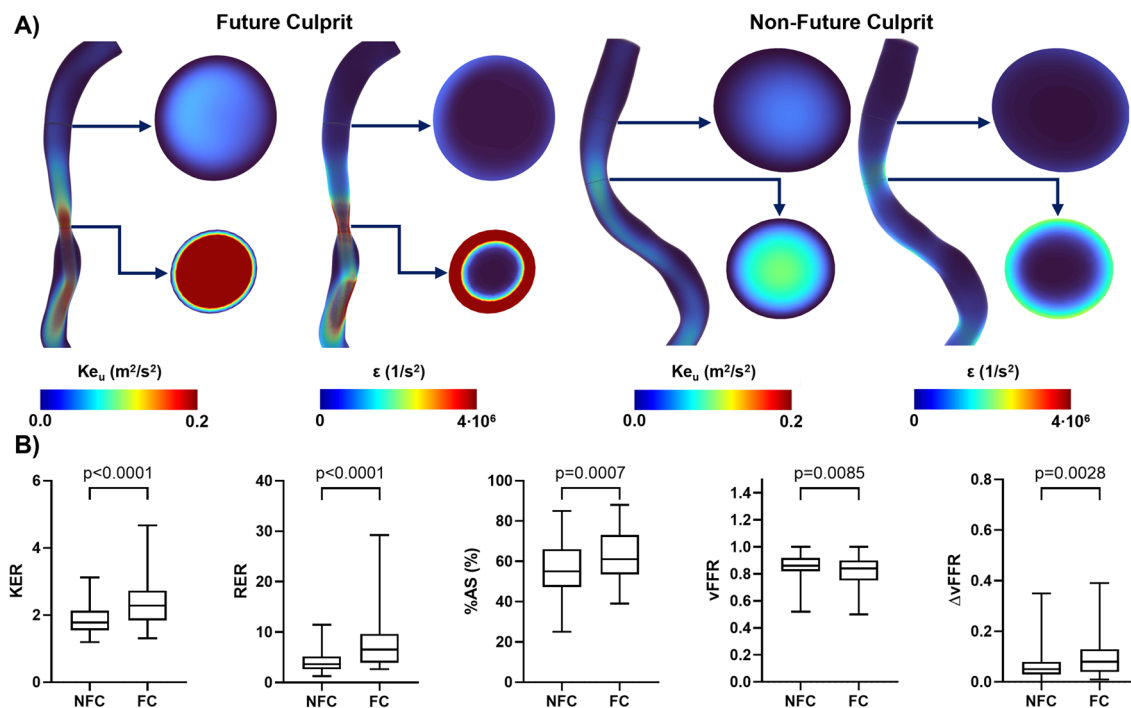 A)
Future Culprit
Non-Future Culprit
Keᵤ (m²/s²)
0.0
0.2
ε (1/s²)
0
4·10⁶
Keᵤ (m²/s²)
0.0
0.2
ε (1/s²)
0
4·10⁶
B)
p<0.0001
KER
6
4
2
0
NFC FC
p<0.0001
RER
40
30
20
10
0
NFC FC
p=0.0007
%AS (%)
100
80
60
40
20
0
NFC FC
p=0.0085
vFFR
1.4
1.2
1.0
0.8
0.6
0.4
0.2
0.0
NFC FC
p=0.0028
ΔvFFR
0.8
0.6
0.4
0.2
0.0
NFC FC